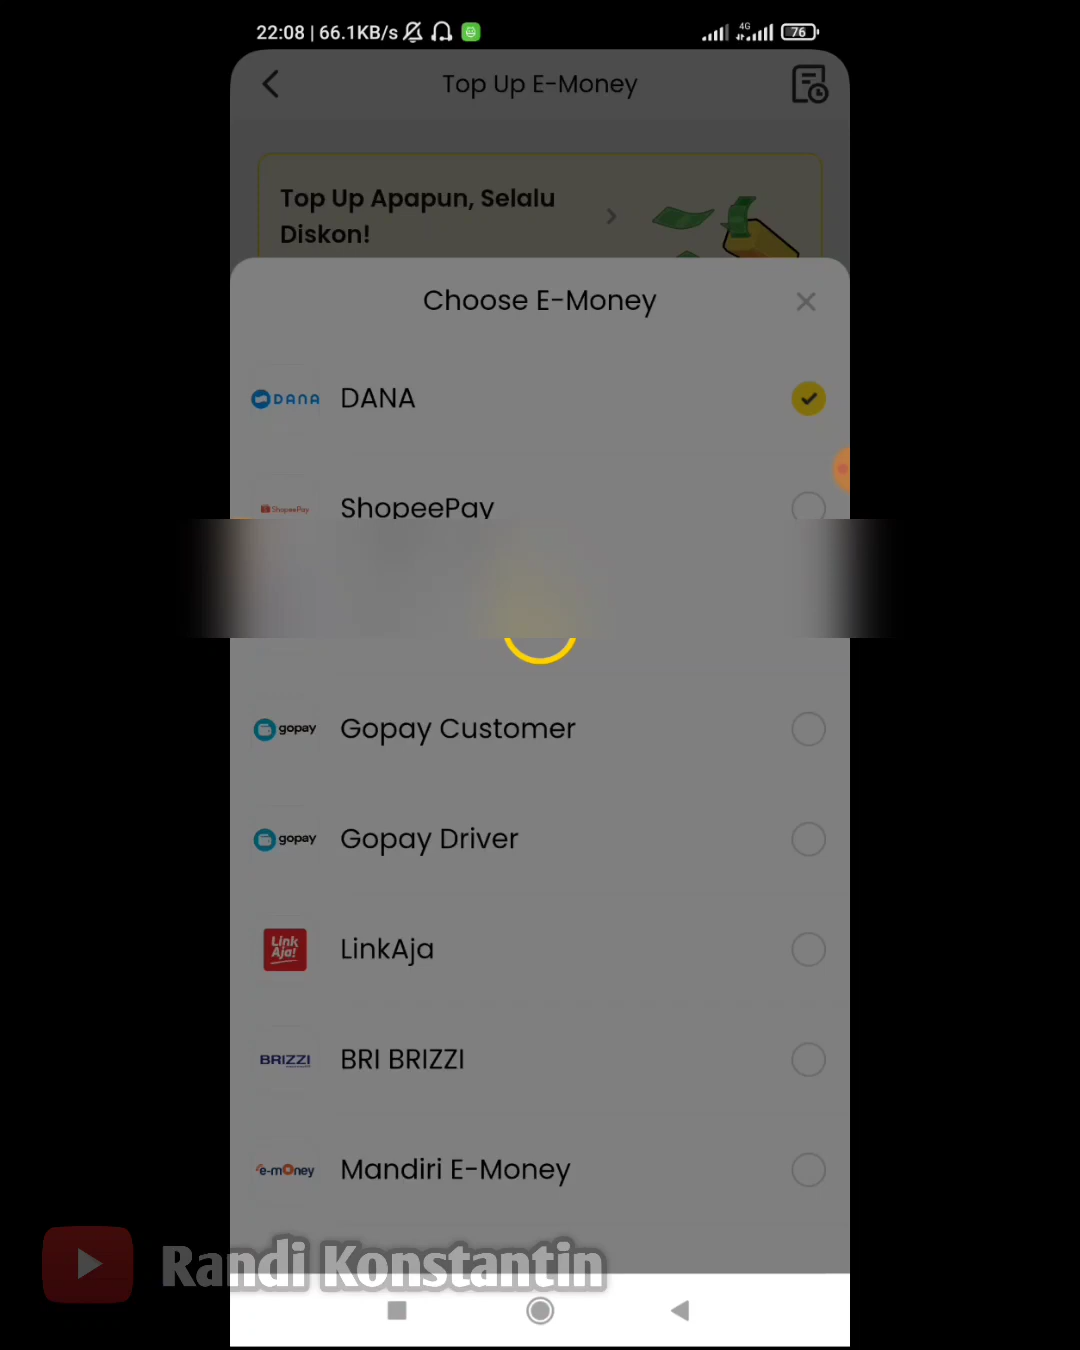 22:08 | 66.1KB/s
4G
76
Top Up E-Money
Top Up Apapun, Selalu
Diskon!
Choose E-Money
DANA DANA
ShopeePay ShopeePay
gopay Gopay Customer
gopay Gopay Driver
Link Aja! LinkAja
BRIZZI BRI BRIZZI
e-money Mandiri E-Money
Randi Konstantin